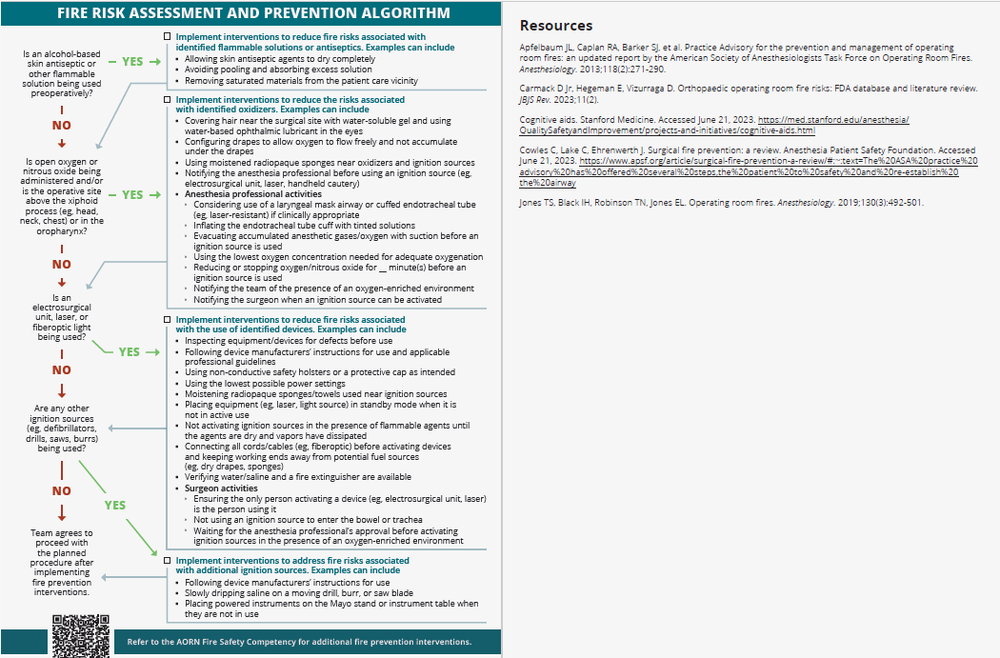 FIRE RISK ASSESSMENT AND PREVENTION ALGORITHM
Is an alcohol-based
skin antiseptic or
other flammable
solution being used
preoperatively?
YES
NO
Implement interventions to reduce fire risks associated with
identified flammable solutions or antiseptics. Examples can include
• Allowing skin antiseptic agents to dry completely
• Avoiding pooling and absorbing excess solution
• Removing saturated materials from the patient care vicinity
Is open oxygen or
nitrous oxide being
administered and/or
is the operative site
above the xiphoid
process (eg, head,
neck, chest) or in the
oropharynx?
YES
NO
Implement interventions to reduce the risks associated
with identified oxidizers. Examples can include
• Covering hair near the surgical site with water-soluble gel and using
water-based ophthalmic lubricant in the eyes
• Configuring drapes to allow oxygen to flow freely and not accumulate
under the drapes
• Using moistened radiopaque sponges near oxidizers and ignition sources
• Notifying the anesthesia professional before using an ignition source (eg,
electrosurgical unit, laser, handheld cautery)
• Anesthesia professional activities
◦ Considering use of a laryngeal mask airway or cuffed endotracheal tube
(eg, laser-resistant) if clinically appropriate
◦ Inflating the endotracheal tube cuff with tinted solutions
◦ Evacuating accumulated anesthetic gases/oxygen with suction before an
ignition source is used
◦ Using the lowest oxygen concentration needed for adequate oxygenation
◦ Reducing or stopping oxygen/nitrous oxide for __ minute(s) before an
ignition source is used
◦ Notifying the team of the presence of an oxygen-enriched environment
◦ Notifying the surgeon when an ignition source can be activated
Is an
electrosurgical
unit, laser, or
fiberoptic light
being used?
YES
NO
Implement interventions to reduce fire risks associated
with the use of identified devices. Examples can include
• Inspecting equipment/devices for defects before use
• Following device manufacturers' instructions for use and applicable
professional guidelines
• Using non-conductive safety holsters or a protective cap as intended
• Using the lowest possible power settings
• Moistening radiopaque sponges/towels used near ignition sources
• Placing equipment (eg, laser, light source) in standby mode when it is
not in active use
• Not activating ignition sources in the presence of flammable agents until
the agents are dry and vapors have dissipated
• Connecting all cords/cables (eg, fiberoptic) before activating devices
and keeping working ends away from potential fuel sources
(eg, dry drapes, sponges)
• Verifying water/saline and a fire extinguisher are available
• Surgeon activities
◦ Ensuring the only person activating a device (eg, electrosurgical unit, laser)
is the person using it
◦ Not using an ignition source to enter the bowel or trachea
◦ Waiting for the anesthesia professional's approval before activating
ignition sources in the presence of an oxygen-enriched environment
Are any other
ignition sources
(eg, defibrillators,
drills, saws, burrs)
being used?
NO
YES
Implement interventions to address fire risks associated
with additional ignition sources. Examples can include
• Following device manufacturers' instructions for use
• Slowly dripping saline on a moving drill, burr, or saw blade
• Placing powered instruments on the Mayo stand or instrument table when
they are not in use
Team agrees to
proceed with
the planned
procedure after
implementing
fire prevention
interventions.
Refer to the AORN Fire Safety Competency for additional fire prevention interventions.
Resources
Apfelbaum JL, Caplan RA, Barker SJ, et al. Practice Advisory for the prevention and management of operating
room fires: an updated report by the American Society of Anesthesiologists Task Force on Operating Room Fires.
Anesthesiology. 2013;118(2):271-290.
Carmack D Jr, Hegeman E, Vizurraga D. Orthopaedic operating room fire risks: FDA database and literature review.
JBJS Rev. 2023;11(2).
Cognitive aids. Stanford Medicine. Accessed June 21, 2023. https://med.stanford.edu/anesthesia/
QualitySafetyandImprovement/projects-and-initiatives/cognitive-aids.html
Cowles C, Lake C, Ehrenwerth J. Surgical fire prevention: a review. Anesthesia Patient Safety Foundation. Accessed
June 21, 2023. https://www.apsf.org/article/surgical-fire-prevention-a-review/#:~:text=The%20ASA%20practice%20
advisory%20has%20offered%20several%20steps,the%20patient%20to%20safety%20and%20re-establish%20
the%20airway
Jones TS, Black IH, Robinson TN, Jones EL. Operating room fires. Anesthesiology. 2019;130(3):492-501.